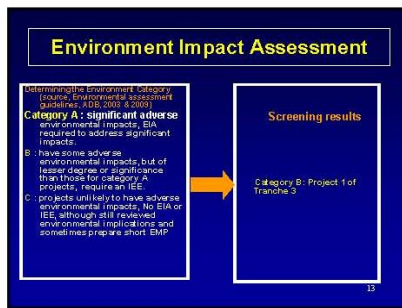 Environment Impact Assessment
Determining the Environment Category
(source, Environmental assessment
guidelines, ADB, 2003 & 2009)
Category A : significant adverse
environmental impacts, EIA
required to address significant
impacts.
B : have some adverse
environmental impacts, but of
lesser degree or significance
than those for category A
projects, require an IEE.
C : projects unlikely to have adverse
environmental impacts, No EIA or
IEE, although still reviewed
environmental implications and
sometimes prepare short EMP
Screening results
Category B: Project 1 of
Tranche 3
13